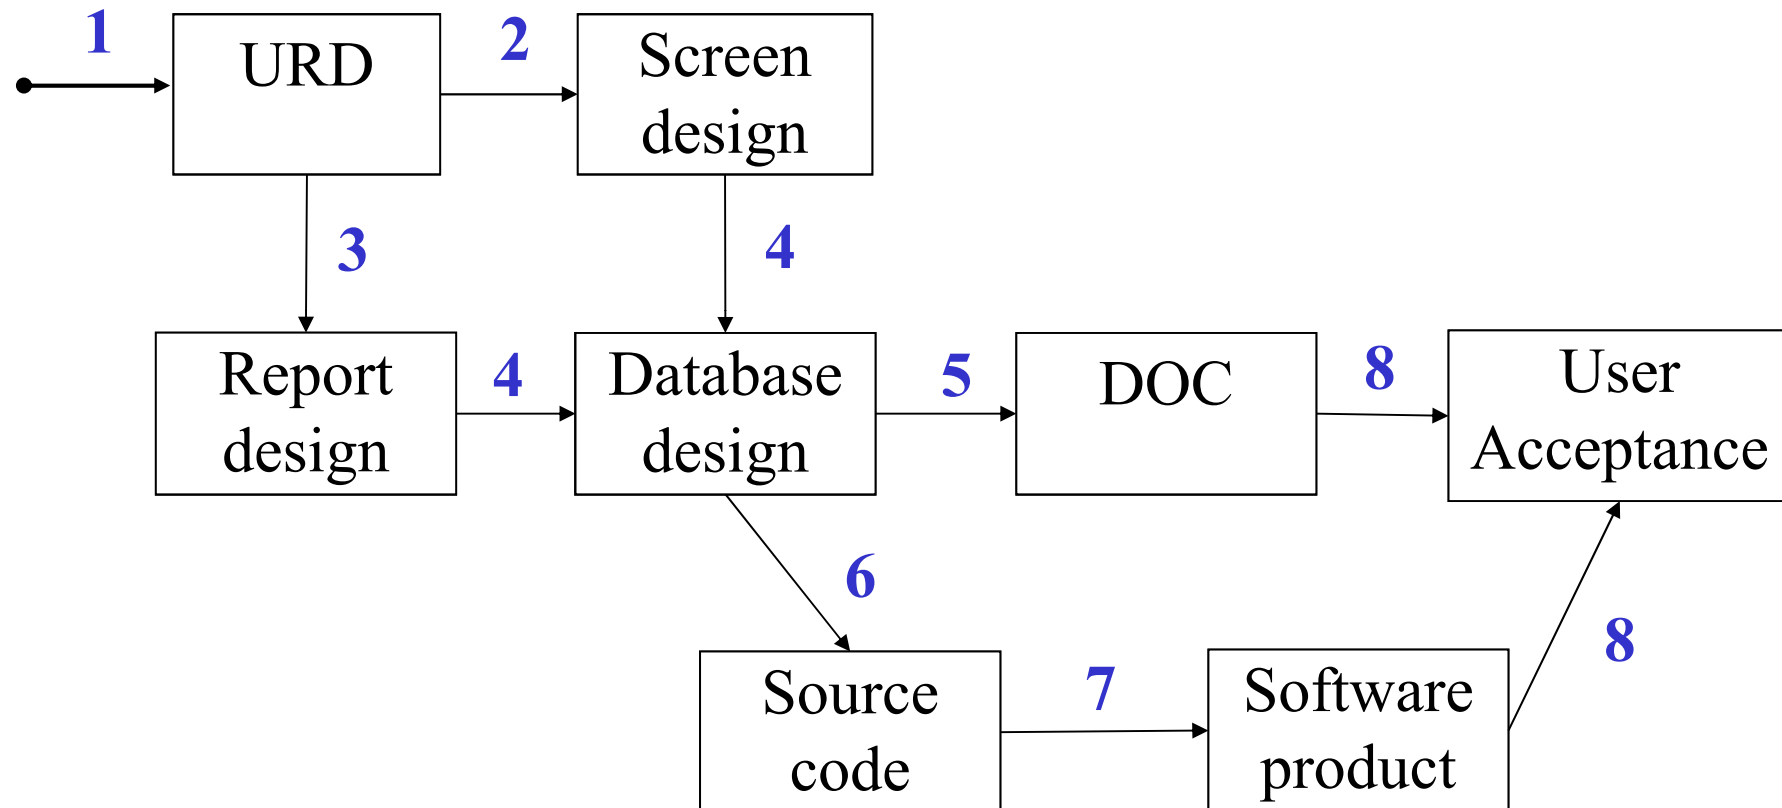 1
URD
2
Screen
design
3
4
Report
design
4
Database
design
5
DOC
8
User
Acceptance
6
8
Source
code
7
Software
product